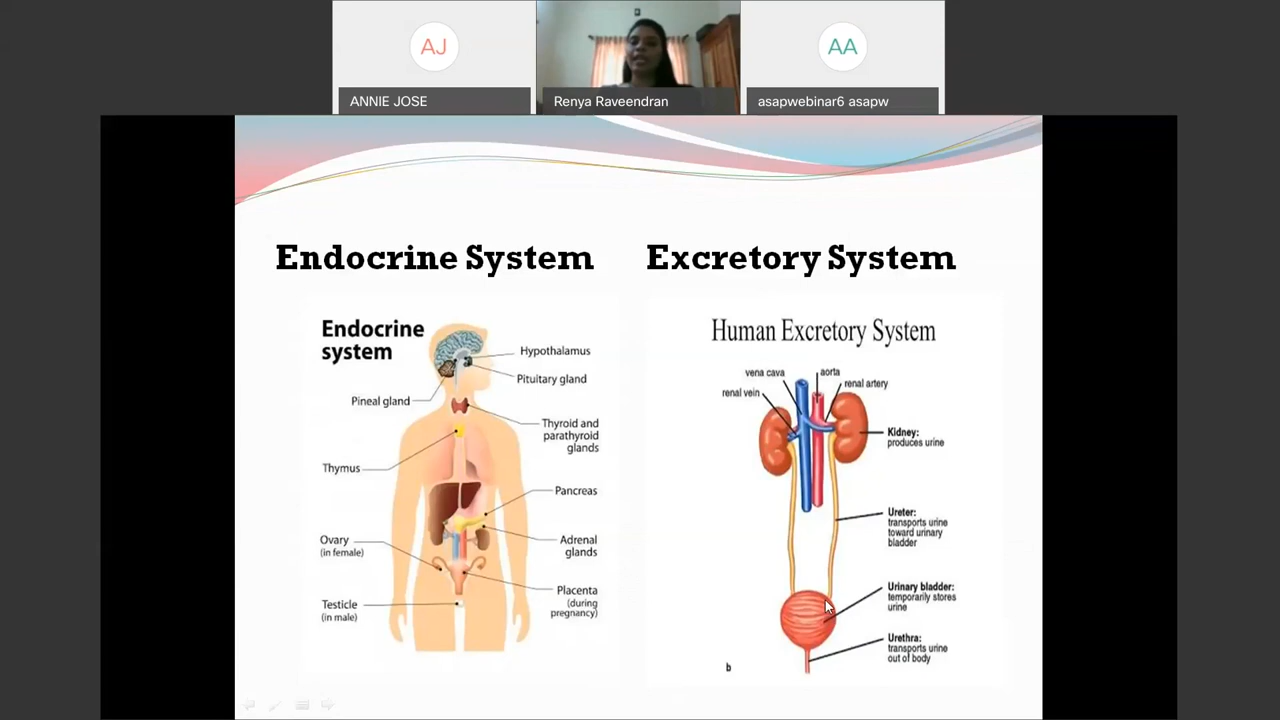 AJ
AA
ANNIE JOSE
Renya Raveendran
asapwebinar6 asapw
Endocrine System
Excretory System
Endocrine
system
Hypothalamus
Pituitary gland
Pineal gland
Thyroid and
parathyroid
glands
Thymus
Pancreas
Ovary
(in female)
Adrenal
glands
Placenta
(during
pregnancy)
Testicle
(in male)
Human Excretory System
vena cava
aorta
renal vein
renal artery
Kidney:
produces urine
Ureter:
transports urine
toward urinary
bladder
Urinary bladder:
temporarily stores
urine
Urethra:
transports urine
out of body
b